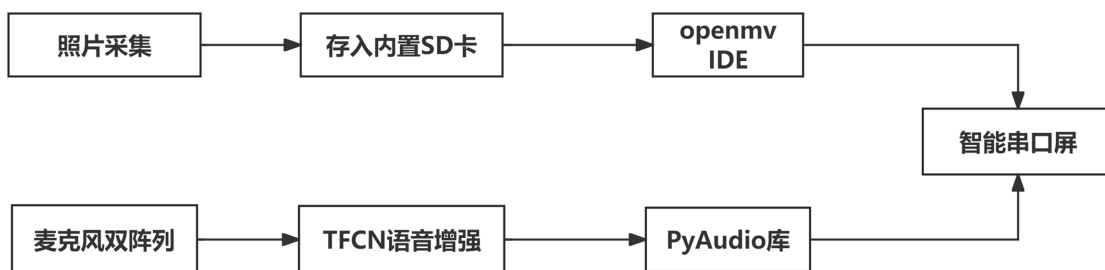 照片采集
存入内置SD卡
openmv
IDE
智能串口屏
麦克风双阵列
TFCN语音增强
PyAudio库